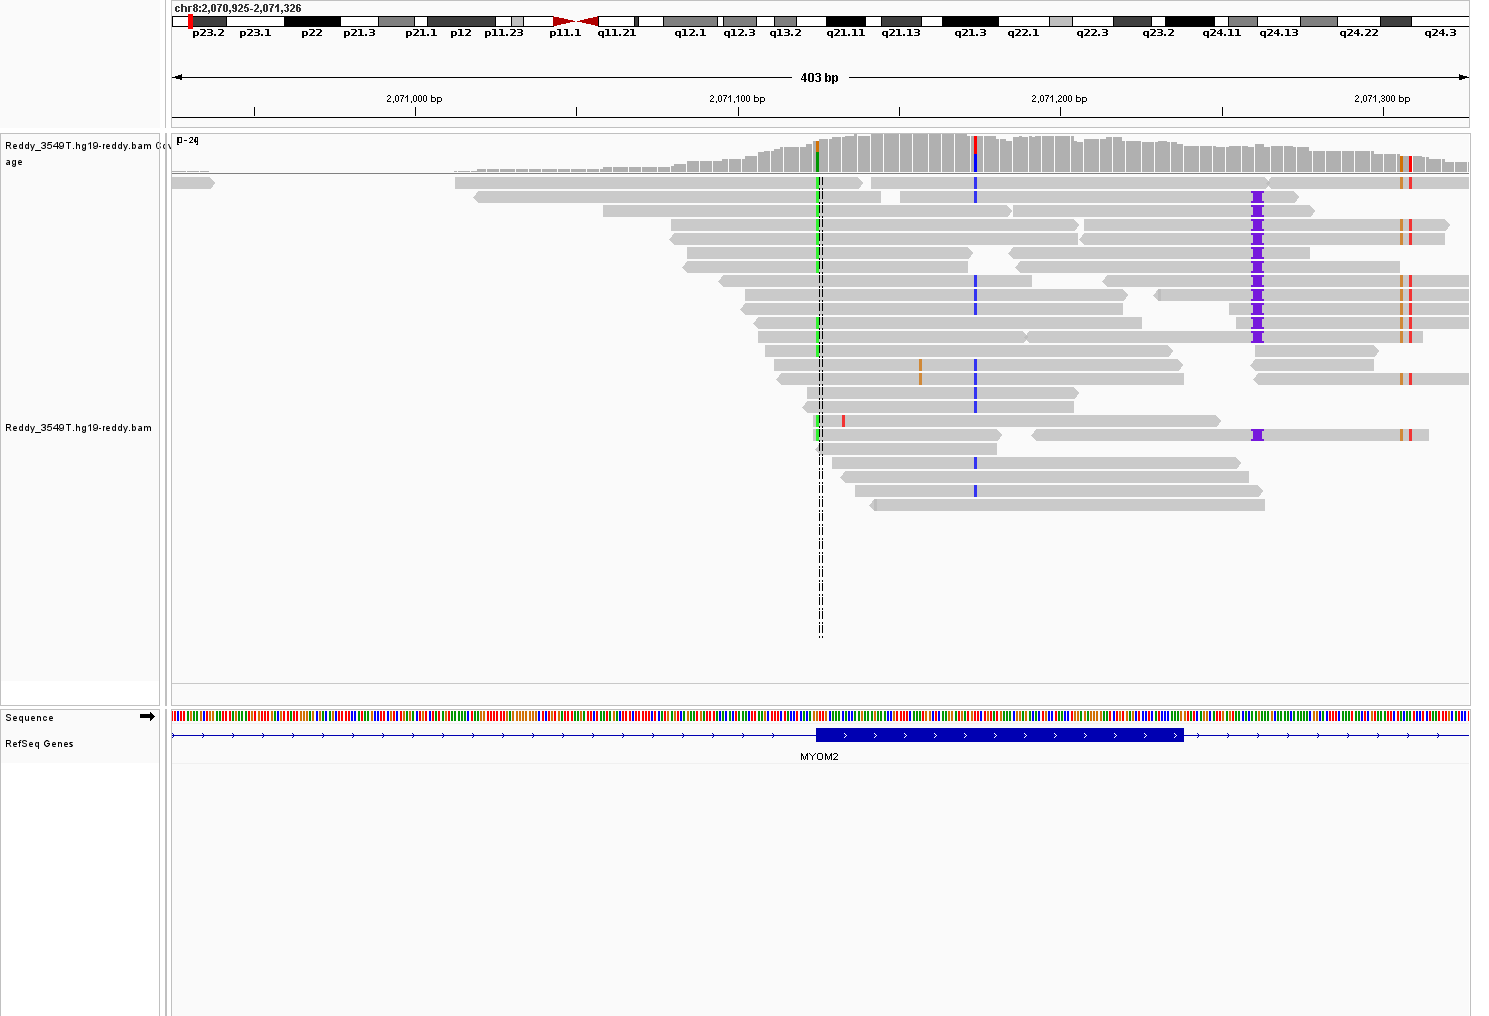 chr8:2,070,925-2,071,326
p23.2 p23.1 p22 p21.3 p21.1 p12 p11.23 p11.1 q11.21 q12.1 q12.3 q13.2 q21.11 q21.13 q21.3 q22.1 q22.3 q23.2 q24.11 q24.13 q24.22 q24.3
403 bp
2,071,000 bp 2,071,100 bp 2,071,200 bp 2,071,300 bp
Reddy_3549T.hg19-reddy.bam Cov
age
[0 - 24]
Reddy_3549T.hg19-reddy.bam
Sequence
RefSeq Genes
MYOM2